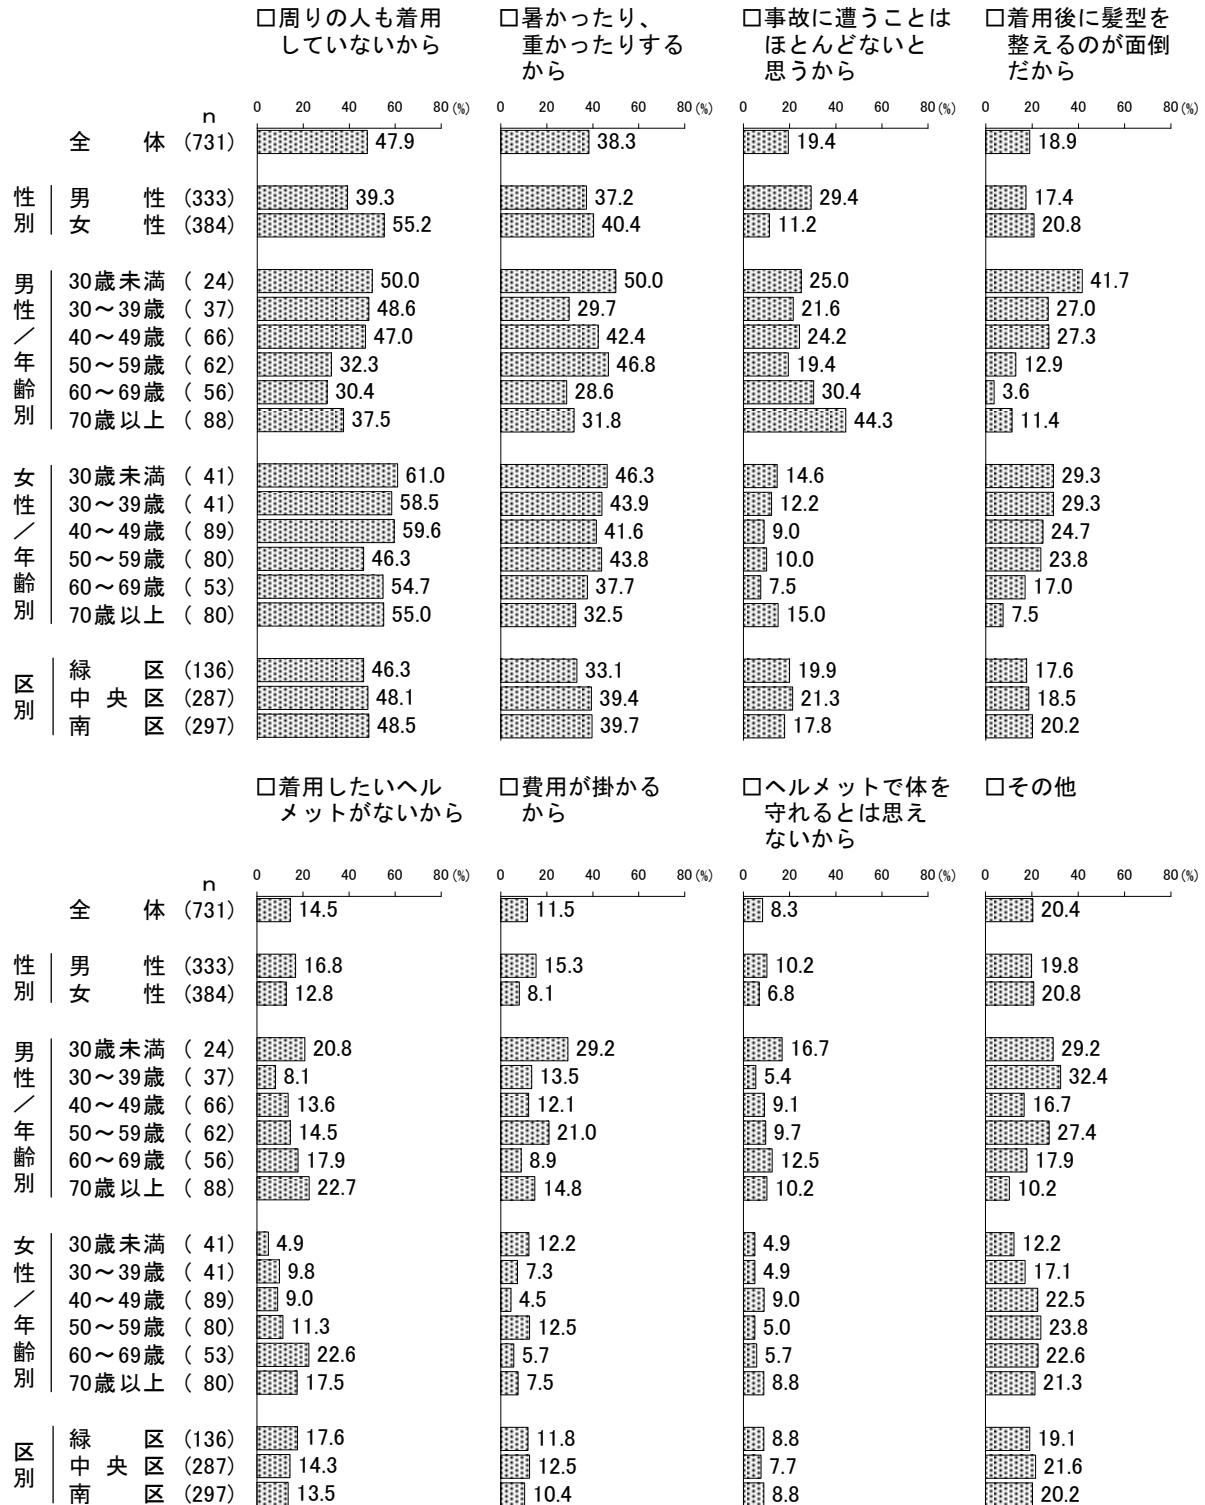 □周りの人も着用
していないから
□暑かったり、
重かったりする
から
□事故に遭うことは
ほとんどないと
思うから
□着用後に髪型を
整えるのが面倒
だから
n 0 20 40 60 80(%) 0 20 40 60 80(%) 0 20 40 60 80(%) 0 20 40 60 80(%)
全体 (731) 47.9 38.3 19.4 18.9
性別
男性 (333) 39.3 37.2 29.4 17.4
女性 (384) 55.2 40.4 11.2 20.8
男性/年齢別
30歳未満 ( 24) 50.0 50.0 25.0 41.7
30~39歳 ( 37) 48.6 29.7 21.6 27.0
40~49歳 ( 66) 47.0 42.4 24.2 27.3
50~59歳 ( 62) 32.3 46.8 19.4 12.9
60~69歳 ( 56) 30.4 28.6 30.4 3.6
70歳以上 ( 88) 37.5 31.8 44.3 11.4
女性/年齢別
30歳未満 ( 41) 61.0 46.3 14.6 29.3
30~39歳 ( 41) 58.5 43.9 12.2 29.3
40~49歳 ( 89) 59.6 41.6 9.0 24.7
50~59歳 ( 80) 46.3 43.8 10.0 23.8
60~69歳 ( 53) 54.7 37.7 7.5 17.0
70歳以上 ( 80) 55.0 32.5 15.0 7.5
区別
緑区 (136) 46.3 33.1 19.9 17.6
中央区 (287) 48.1 39.4 21.3 18.5
南区 (297) 48.5 39.7 17.8 20.2
□着用したいヘル
メットがないから
□費用が掛かる
から
□ヘルメットで体を
守れるとは思え
ないから
□その他
n 0 20 40 60 80(%) 0 20 40 60 80(%) 0 20 40 60 80(%) 0 20 40 60 80(%)
全体 (731) 14.5 11.5 8.3 20.4
性別
男性 (333) 16.8 15.3 10.2 19.8
女性 (384) 12.8 8.1 6.8 20.8
男性/年齢別
30歳未満 ( 24) 20.8 29.2 16.7 29.2
30~39歳 ( 37) 8.1 13.5 5.4 32.4
40~49歳 ( 66) 13.6 12.1 9.1 16.7
50~59歳 ( 62) 14.5 21.0 9.7 27.4
60~69歳 ( 56) 17.9 8.9 12.5 17.9
70歳以上 ( 88) 22.7 14.8 10.2 10.2
女性/年齢別
30歳未満 ( 41) 4.9 12.2 4.9 12.2
30~39歳 ( 41) 9.8 7.3 4.9 17.1
40~49歳 ( 89) 9.0 4.5 9.0 22.5
50~59歳 ( 80) 11.3 12.5 5.0 23.8
60~69歳 ( 53) 22.6 5.7 5.7 22.6
70歳以上 ( 80) 17.5 7.5 8.8 21.3
区別
緑区 (136) 17.6 11.8 8.8 19.1
中央区 (287) 14.3 12.5 7.7 21.6
南区 (297) 13.5 10.4 8.8 20.2